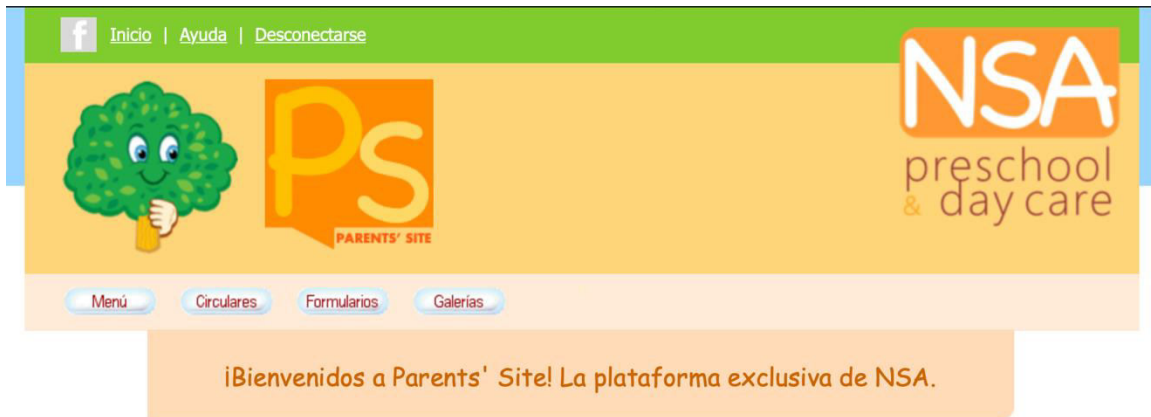 f Inicio | Ayuda | Desconectarse
NSA
preschool
& day care
PS
PARENTS' SITE
Menú Circulares Formularios Galerías
¡Bienvenidos a Parents' Site! La plataforma exclusiva de NSA.